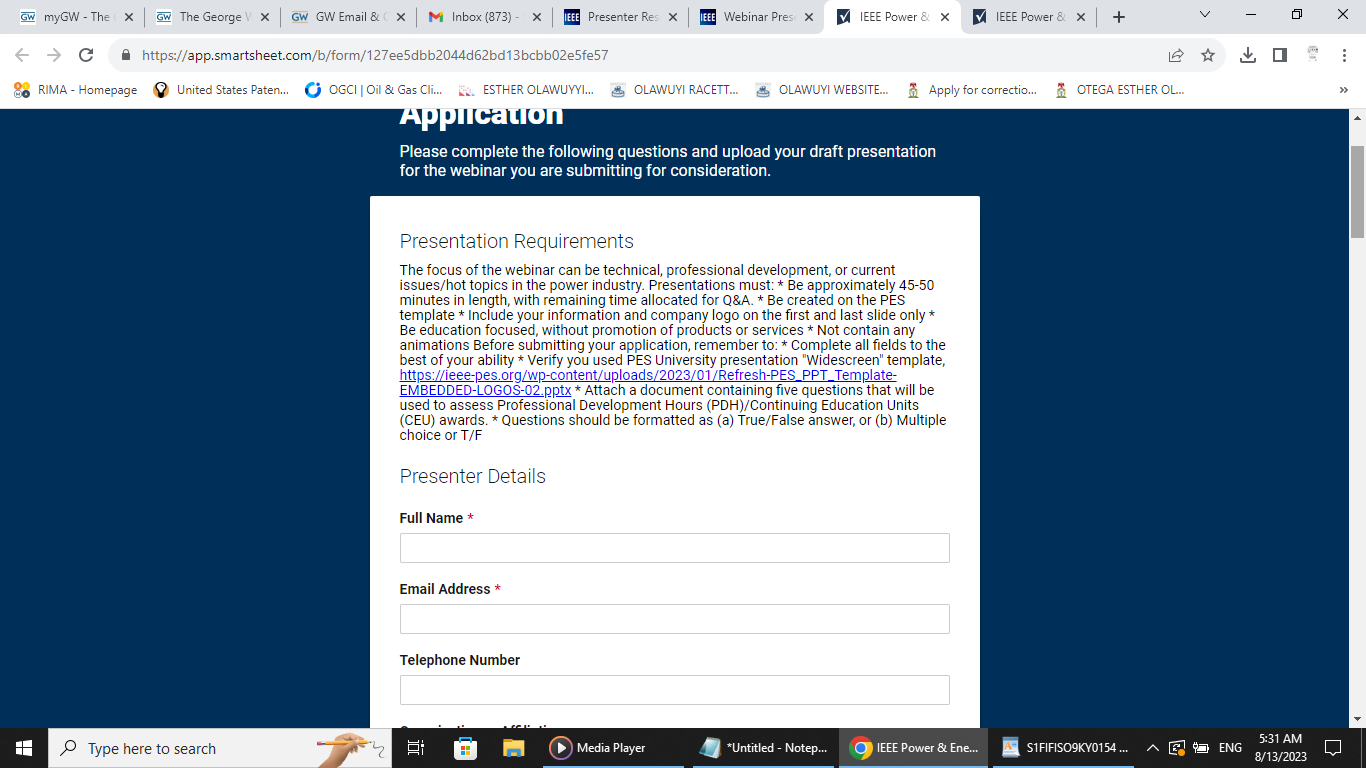 myGW - The
The George W
GW Email &
Inbox (873) -
Presenter Res
Webinar Pres
IEEE Power &
IEEE Power &
https://app.smartsheet.com/b/form/127ee5dbb2044d62bd13bcbb02e5fe57
RIMA - Homepage
United States Paten...
OGCI | Oil & Gas Cli...
ESTHER OLAWUYYI...
OLAWUYI RACETT...
OLAWUYI WEBSITE...
Apply for correctio...
OTEGA ESTHER OL...
Application
Please complete the following questions and upload your draft presentation
for the webinar you are submitting for consideration.
Presentation Requirements
The focus of the webinar can be technical, professional development, or current
issues/hot topics in the power industry. Presentations must: * Be approximately 45-50
minutes in length, with remaining time allocated for Q&A. * Be created on the PES
template * Include your information and company logo on the first and last slide only *
Be education focused, without promotion of products or services * Not contain any
animations Before submitting your application, remember to: * Complete all fields to the
best of your ability * Verify you used PES University presentation "Widescreen" template,
https://ieee-pes.org/wp-content/uploads/2023/01/Refresh-PES_PPT_Template-
EMBEDDED-LOGOS-02.pptx * Attach a document containing five questions that will be
used to assess Professional Development Hours (PDH)/Continuing Education Units
(CEU) awards. * Questions should be formatted as (a) True/False answer, or (b) Multiple
choice or T/F
Presenter Details
Full Name *
Email Address *
Telephone Number
Type here to search
Media Player
*Untitled - Notep...
IEEE Power & Ene...
S1FIFISO9KY0154 ...
ENG
5:31 AM
8/13/2023